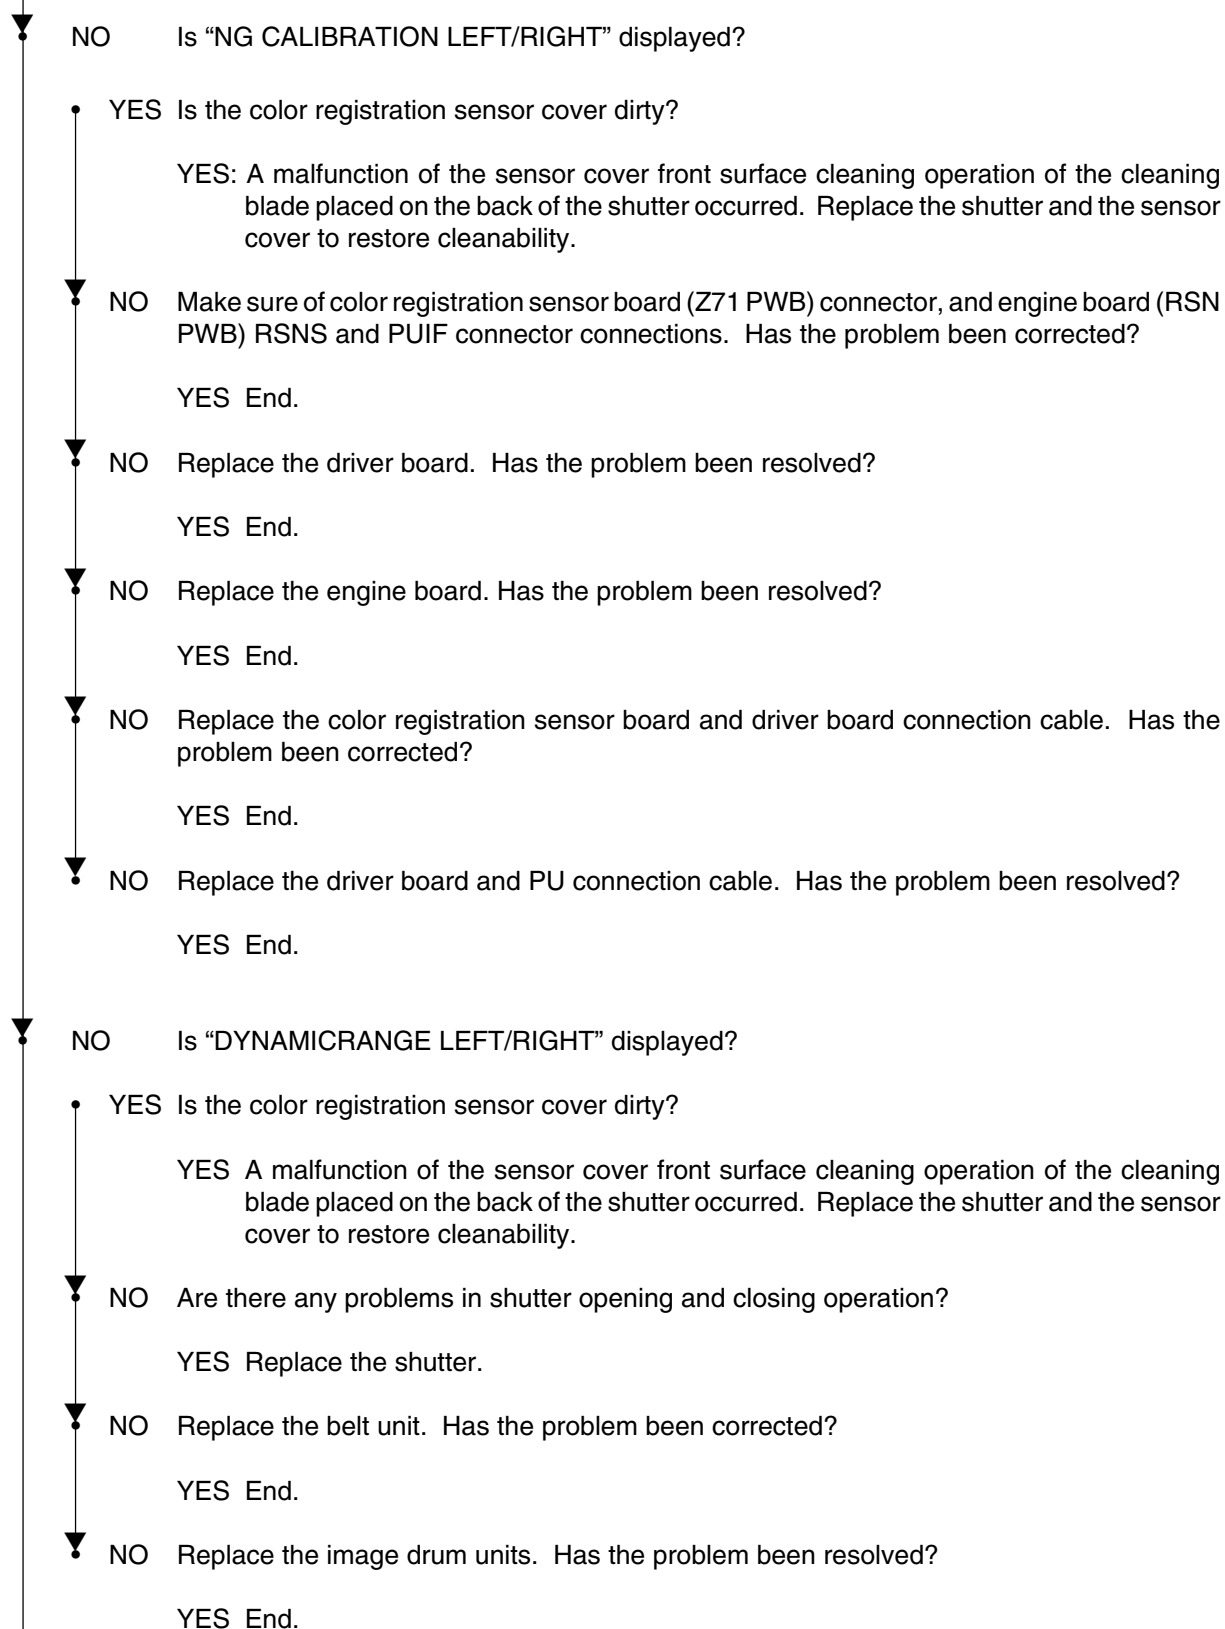 NO Is “NG CALIBRATION LEFT/RIGHT” displayed?
YES Is the color registration sensor cover dirty?
YES: A malfunction of the sensor cover front surface cleaning operation of the cleaning
blade placed on the back of the shutter occurred. Replace the shutter and the sensor
cover to restore cleanability.
NO Make sure of color registration sensor board (Z71 PWB) connector, and engine board (RSN
PWB) RSNS and PUIF connector connections. Has the problem been corrected?
YES End.
NO Replace the driver board. Has the problem been resolved?
YES End.
NO Replace the engine board. Has the problem been resolved?
YES End.
NO Replace the color registration sensor board and driver board connection cable. Has the
problem been corrected?
YES End.
NO Replace the driver board and PU connection cable. Has the problem been resolved?
YES End.
NO Is “DYNAMICRANGE LEFT/RIGHT” displayed?
YES Is the color registration sensor cover dirty?
YES A malfunction of the sensor cover front surface cleaning operation of the cleaning
blade placed on the back of the shutter occurred. Replace the shutter and the sensor
cover to restore cleanability.
NO Are there any problems in shutter opening and closing operation?
YES Replace the shutter.
NO Replace the belt unit. Has the problem been corrected?
YES End.
NO Replace the image drum units. Has the problem been resolved?
YES End.